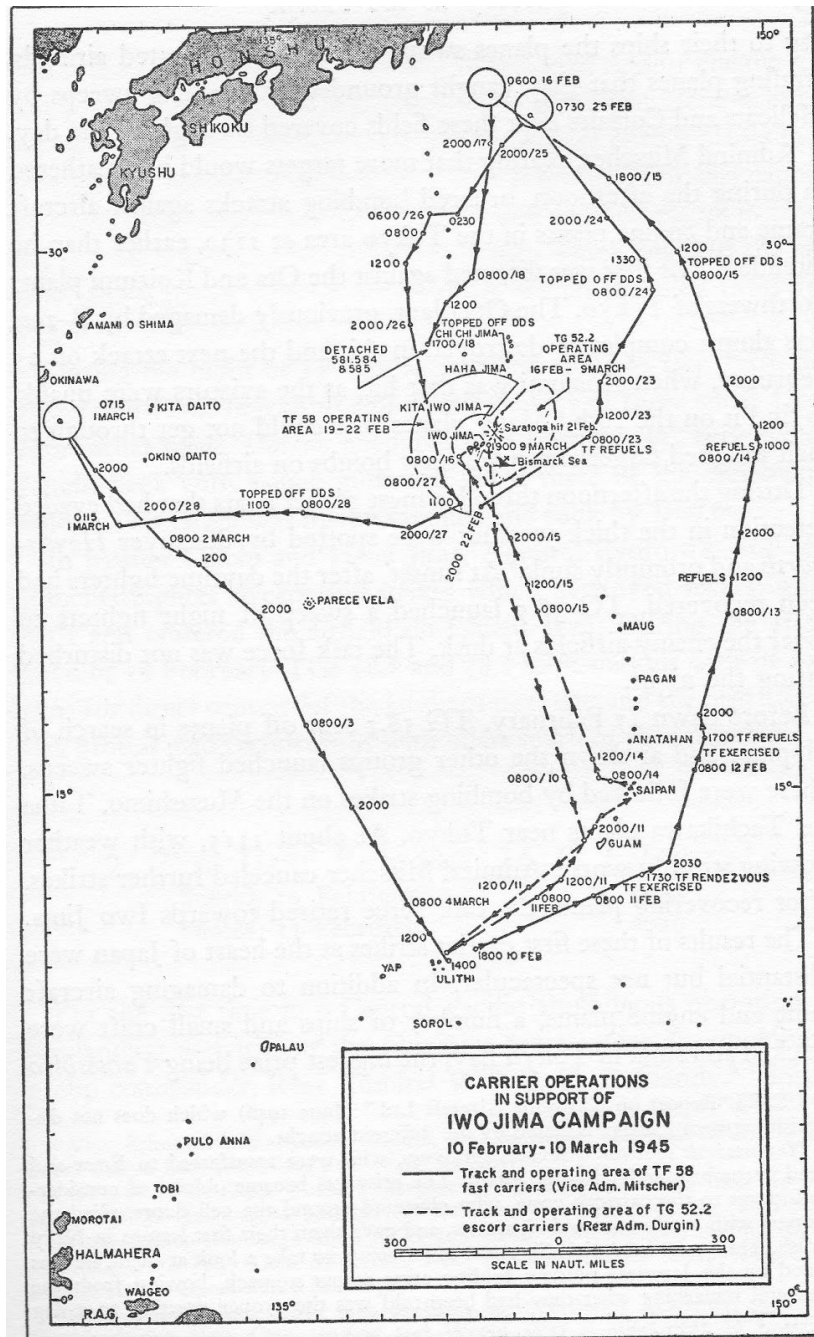 150°
150°
HONSHU
0600 16 FEB
0730 25 FEB
SHIKOKU
KYUSHU
2000/17
2000/25
1800/15
0600/26
0230
2000/24
0800
1200
30°
30°
1200
1330
TOPPED OFF DDS
0800/15
0800/18
TOPPED OFF DDS
0800/24
1200
AMAMI O SHIMA
2000/26
TOPPED OFF DDS
1700/18
CHI CHI JIMA
TG 52.2
OPERATING
AREA
16FEB- 9MARCH
DETACHED
581.584
& 585
HAHA JIMA
OKINAWA
2000/23
2000
0715
1 MARCH
KITA DAITO
KITA IWO JIMA
TF 58 OPERATING
AREA 19-22 FEB
Saratoga hit 21 Feb.
1200/23
1200
IWO JIMA
1900 9 MARCH
0800/23
TF REFUELS
REFUELS
1000
0800/14
OKINO DAITO
0800/16
Bismarck Sea
2000
0800/27
2000/28
TOPPED OFF DDS
1100
0800/28
1100
0115
1 MARCH
2000/27
2000 22 FEB
0800 2 MARCH
2000/15
2000
1200
REFUELS
1200
1200/15
2000
PARECE VELA
0800/15
0800/13
MAUG
PAGAN
2000
0800/3
ANATAHAN
1700 TF REFUELS
TF EXERCISED
1200/14
0800 12 FEB
0800/10
0800/14
15°
15°
SAIPAN
2000
2000/11
GUAM
2030
1200/11
1200/11
1730 TF RENDEZVOUS
TF EXERCISED
0800
11 FEB
0800 11 FEB
0800 4 MARCH
1200
1800 10 FEB
1400
YAP
ULITHI
SOROL
PALAU
PULO ANNA
TOBI
MOROTAI
HALMAHERA
WAIGEO
0°
0°
135°
150°
R.A.G.
CARRIER OPERATIONS
IN SUPPORT OF
IWO JIMA CAMPAIGN
10 February-10 March 1945
Track and operating area of TF 58
fast carriers (Vice Adm. Mitscher)
Track and operating area of TG 52.2
escort carriers (Rear Adm. Durgin)
300 0 300
SCALE IN NAUT. MILES